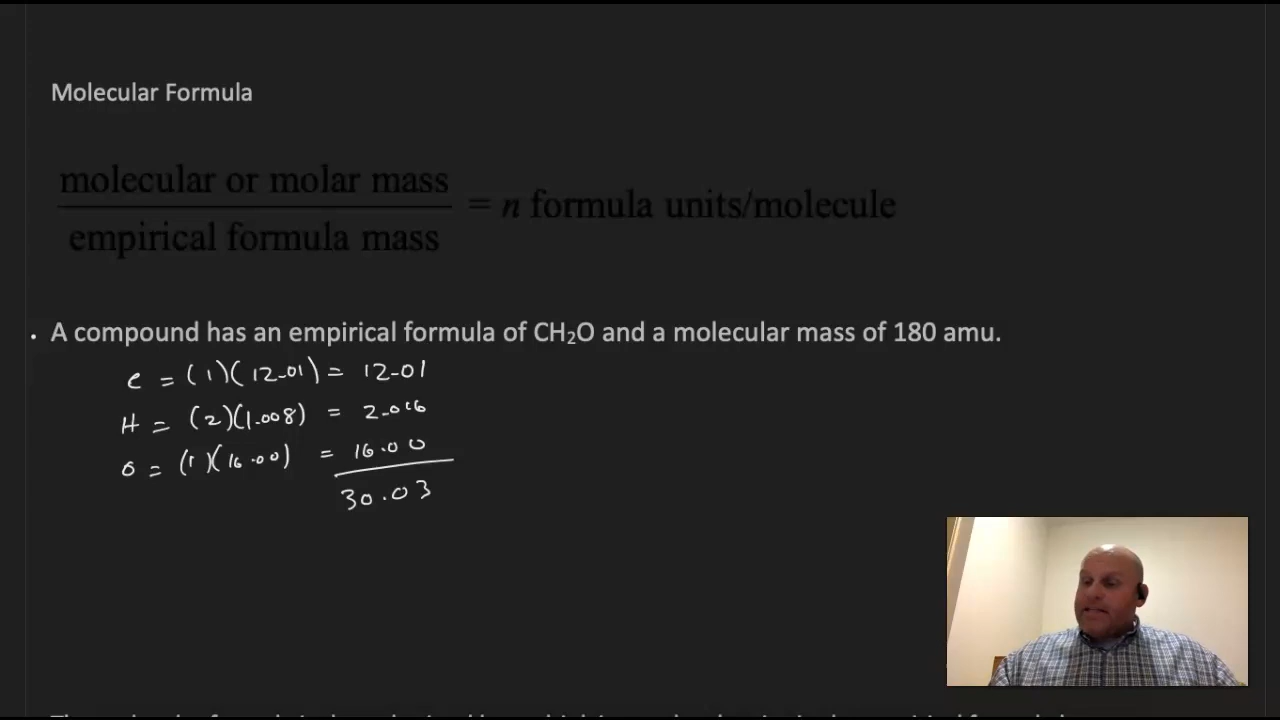 Molecular Formula
molecular or molar mass
empirical formula mass
= n formula units/molecule
• A compound has an empirical formula of CH₂O and a molecular mass of 180 amu.
C = (1)(12.01) = 12.01
H = (2)(1.008) = 2.016
O = (1)(16.00) = 16.00
30.03